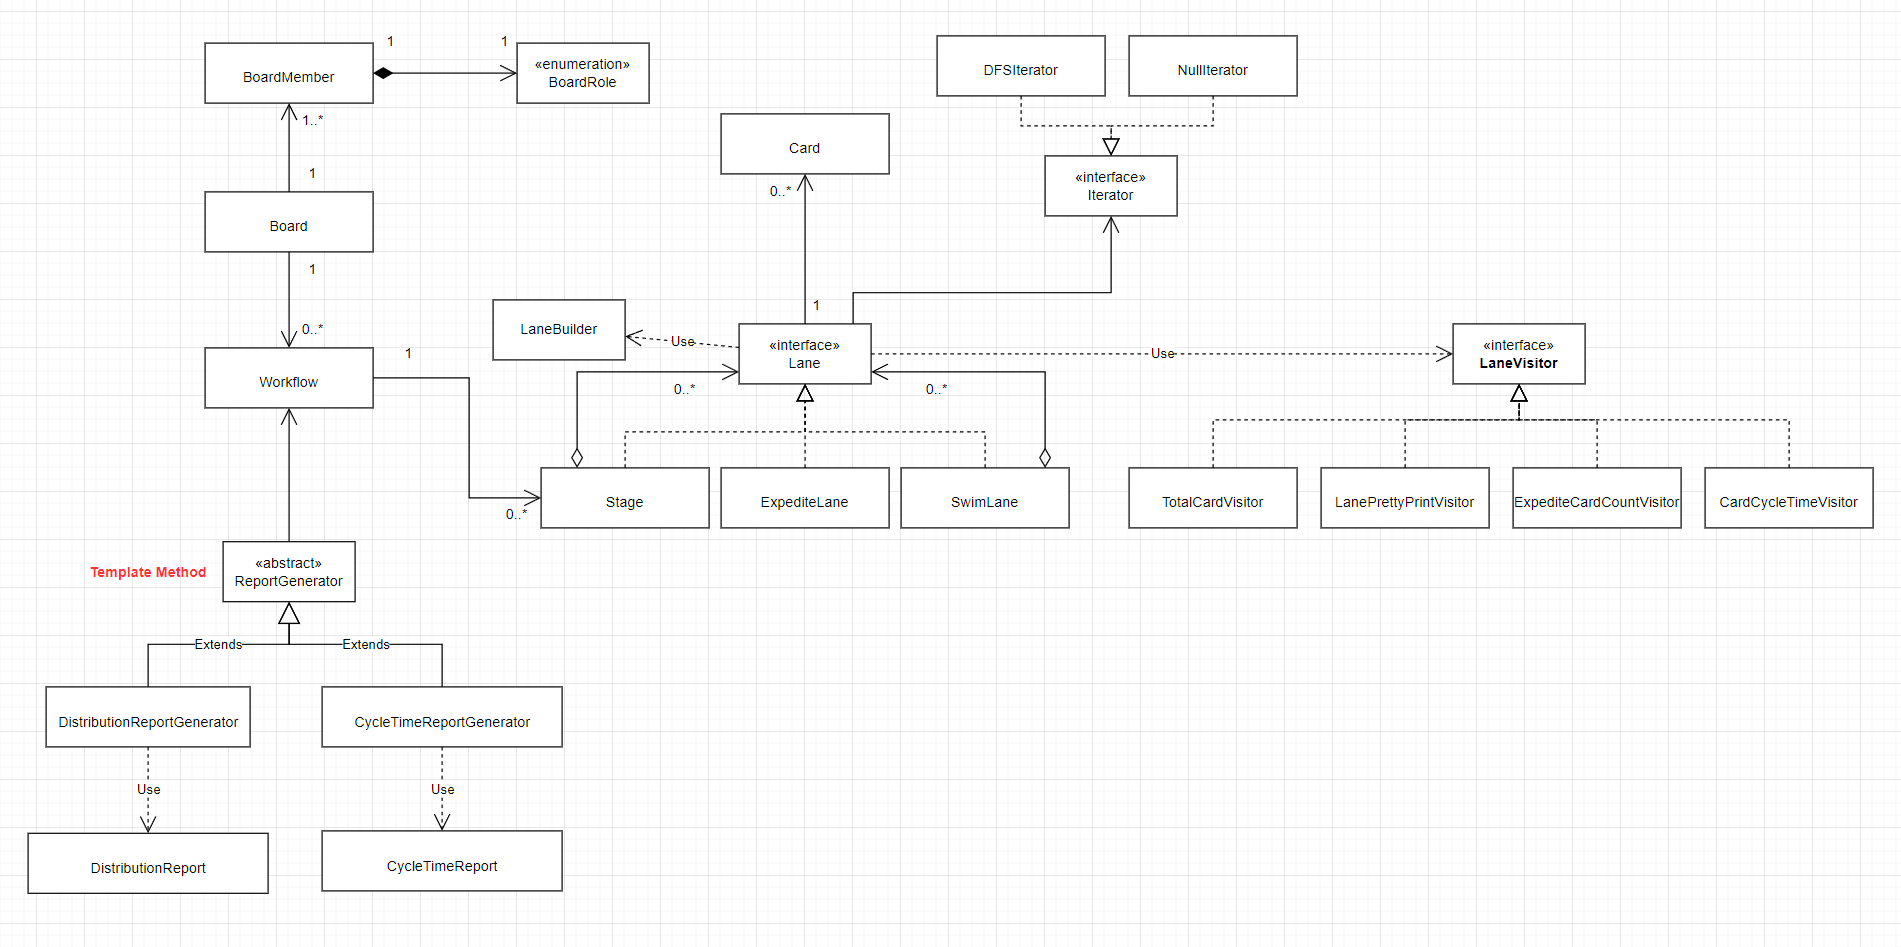 1
1
BoardMember
«enumeration»
BoardRole
DFSIterator
NullIterator
1..*
Card
1
0..*
«interface»
Iterator
Board
1
0..*
1
LaneBuilder
Use
«interface»
Lane
Use
«interface»
LaneVisitor
Workflow
1
0..*
0..*
0..*
Stage
ExpediteLane
SwimLane
TotalCardVisitor
LanePrettyPrintVisitor
ExpediteCardCountVisitor
CardCycleTimeVisitor
Template Method
«abstract»
ReportGenerator
Extends
Extends
DistributionReportGenerator
CycleTimeReportGenerator
Use
Use
DistributionReport
CycleTimeReport